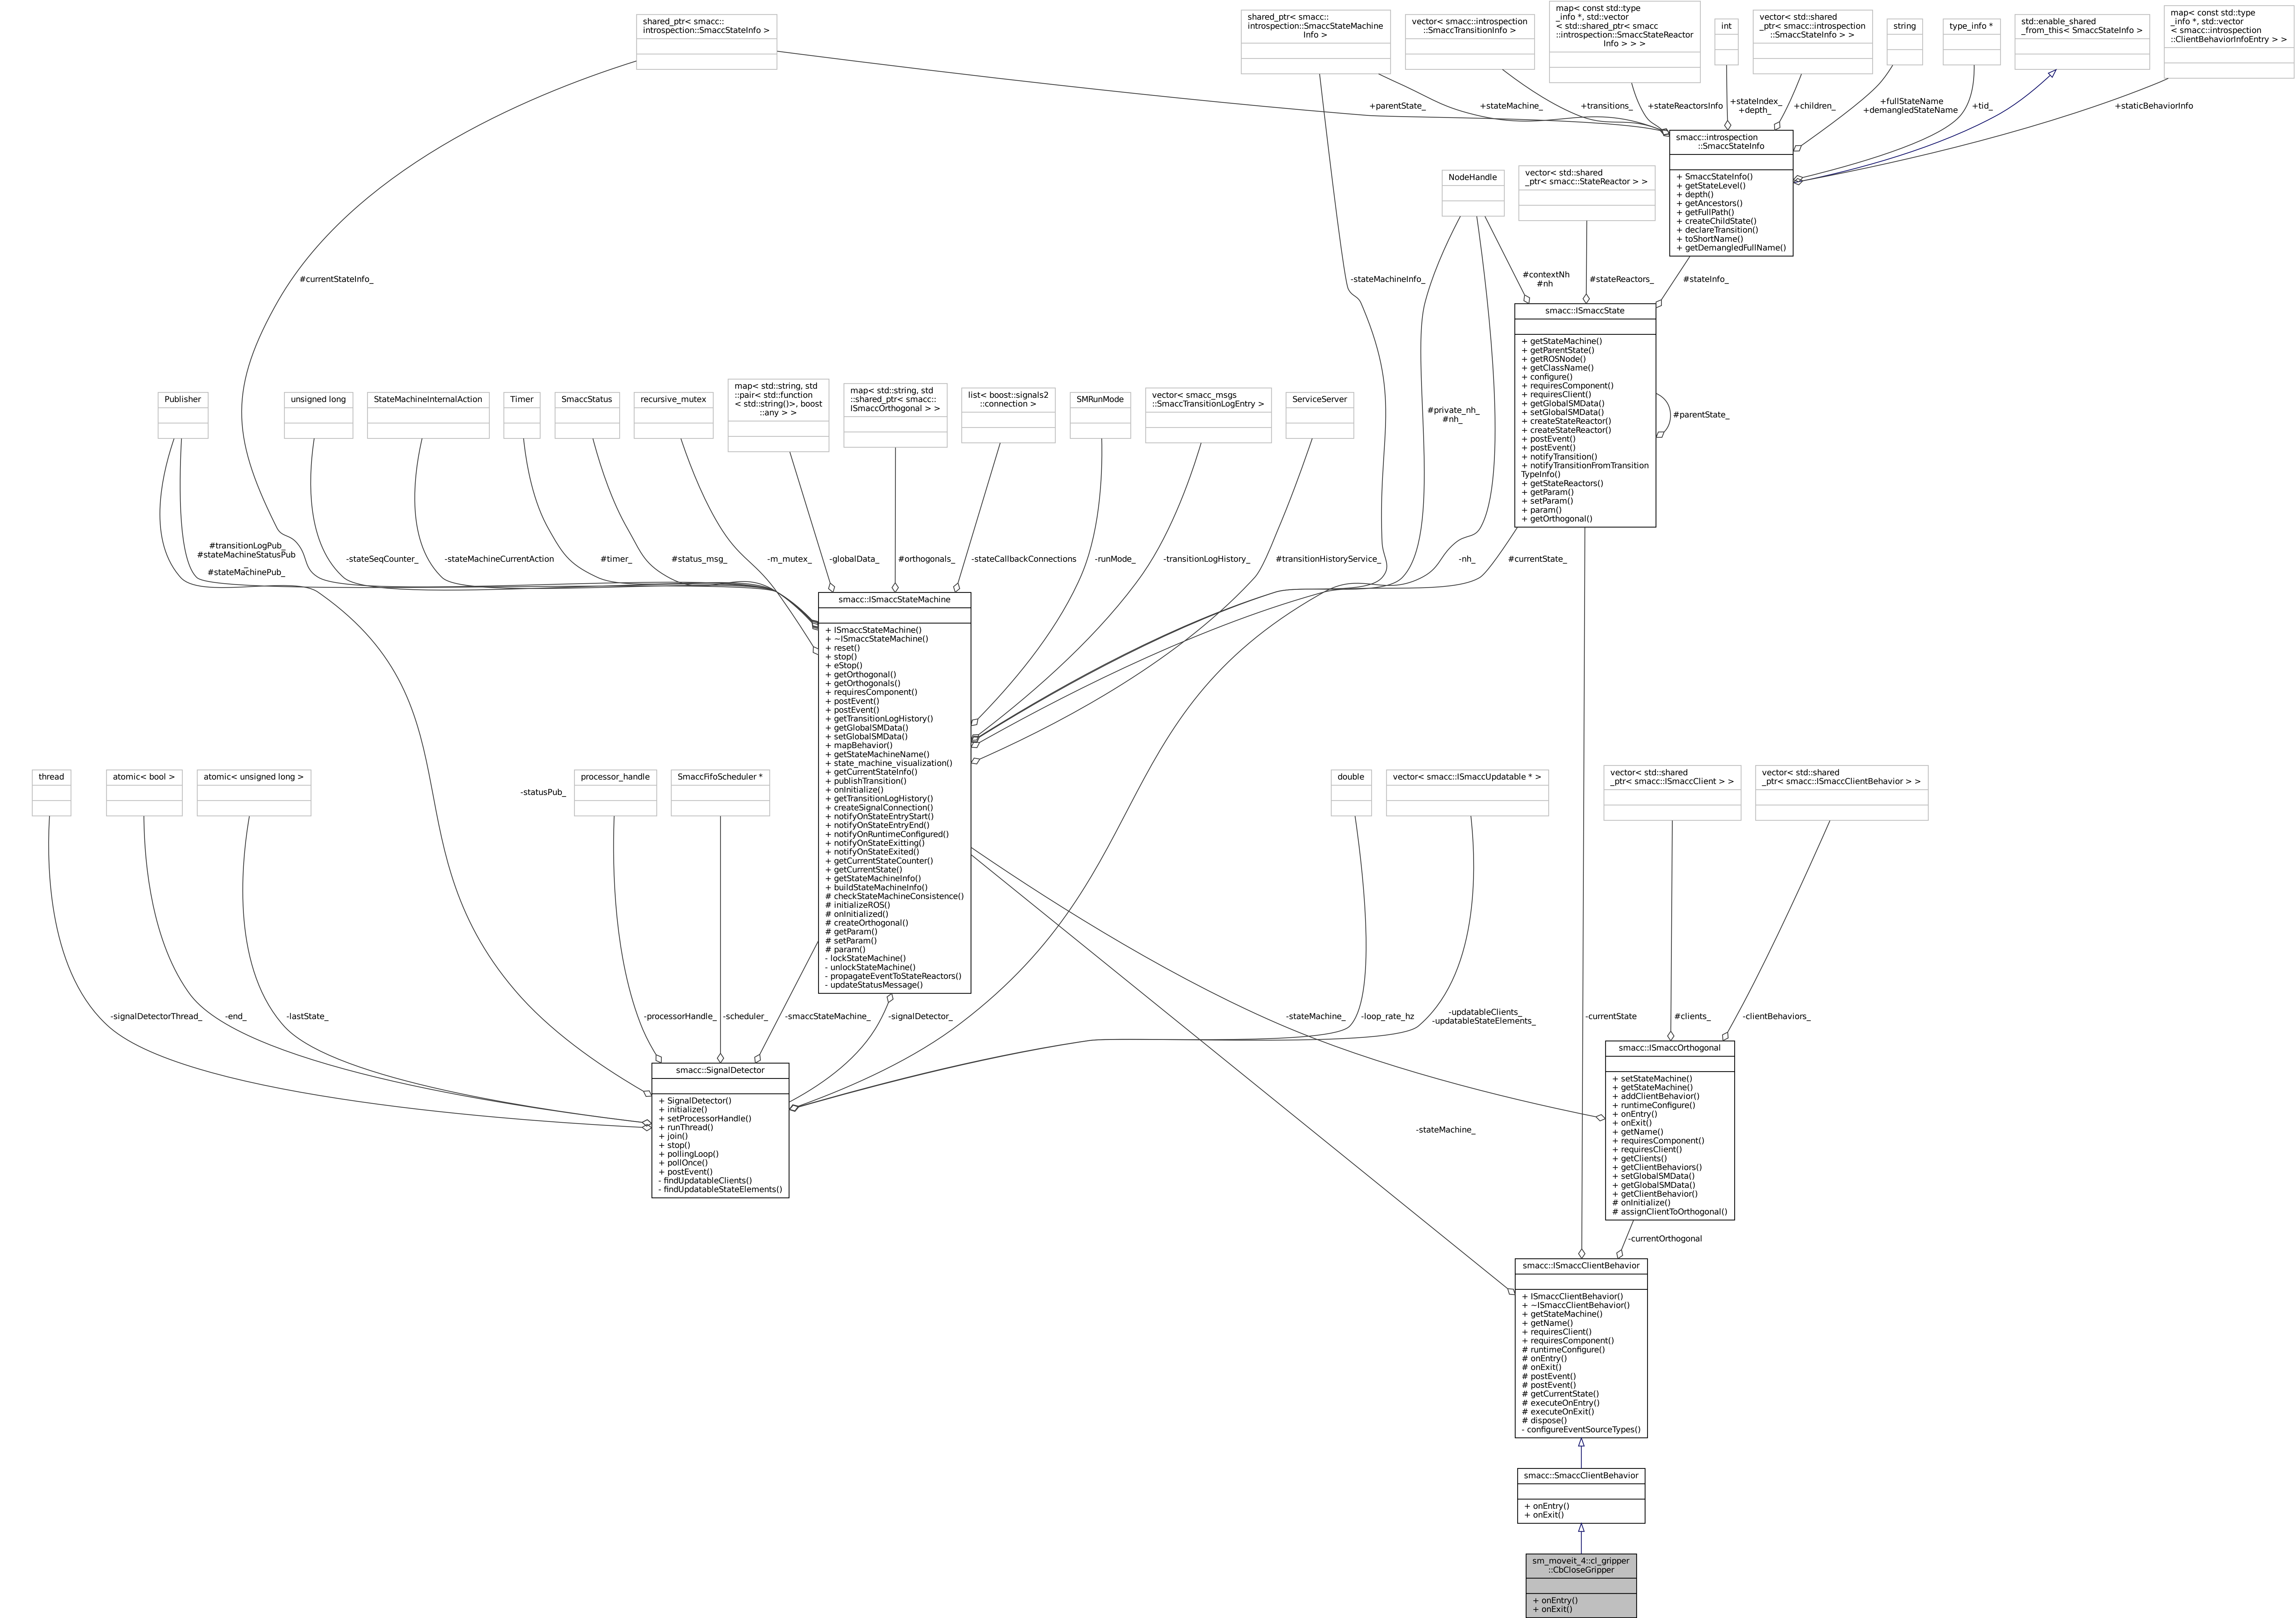 shared_ptr< smacc::
introspection::SmaccStateInfo >
shared_ptr< smacc::
introspection::SmaccStateMachine
Info >
vector< smacc::introspection
::SmaccTransitionInfo >
map< const std::type
_info *, std::vector
< std::shared_ptr< smacc
::introspection::SmaccStateReactor
Info > > >
int
vector< std::shared
_ptr< smacc::introspection
::SmaccStateInfo > >
string
type_info *
std::enable_shared
_from_this< SmaccStateInfo >
map< const std::type
_info *, std::vector
< smacc::introspection
::ClientBehaviorInfoEntry > >
+parentState_
+stateMachine_
+transitions_
+stateReactorsInfo
+stateIndex_
+depth_
+children_
+fullStateName
+demangledStateName
+tid_
+staticBehaviorInfo
smacc::introspection
::SmaccStateInfo
+ SmaccStateInfo()
+ getStateLevel()
+ depth()
+ getAncestors()
+ getFullPath()
+ createChildState()
+ declareTransition()
+ toShortName()
+ getDemangledFullName()
NodeHandle
vector< std::shared
_ptr< smacc::StateReactor > >
#currentStateInfo_
-stateMachineInfo_
#contextNh
#nh
#stateReactors_
#stateInfo_
smacc::ISmaccState
+ getStateMachine()
+ getParentState()
+ getROSNode()
+ getClassName()
+ configure()
+ requiresComponent()
+ requiresClient()
+ getGlobalSMData()
+ setGlobalSMData()
+ createStateReactor()
+ createStateReactor()
+ postEvent()
+ postEvent()
+ notifyTransition()
+ notifyTransitionFromTransition
TypeInfo()
+ getStateReactors()
+ getParam()
+ setParam()
+ param()
+ getOrthogonal()
#parentState_
Publisher
unsigned long
StateMachineInternalAction
Timer
SmaccStatus
recursive_mutex
map< std::string, std
::pair< std::function
< std::string()>, boost
::any > >
map< std::string, std
::shared_ptr< smacc::
ISmaccOrthogonal > >
list< boost::signals2
::connection >
SMRunMode
vector< smacc_msgs
::SmaccTransitionLogEntry >
ServiceServer
#private_nh_
#nh_
#transitionLogPub_
#stateMachineStatusPub
_
#stateMachinePub_
-stateSeqCounter_
-stateMachineCurrentAction
#timer_
#status_msg_
-m_mutex_
-globalData_
#orthogonals_
-stateCallbackConnections
-runMode_
-transitionLogHistory_
#transitionHistoryService_
-nh_
#currentState_
smacc::ISmaccStateMachine
+ ISmaccStateMachine()
+ ~ISmaccStateMachine()
+ reset()
+ stop()
+ eStop()
+ getOrthogonal()
+ getOrthogonals()
+ requiresComponent()
+ postEvent()
+ postEvent()
+ getTransitionLogHistory()
+ getGlobalSMData()
+ setGlobalSMData()
+ mapBehavior()
+ getStateMachineName()
+ state_machine_visualization()
+ getCurrentStateInfo()
+ publishTransition()
+ onInitialize()
+ getTransitionLogHistory()
+ createSignalConnection()
+ notifyOnStateEntryStart()
+ notifyOnStateEntryEnd()
+ notifyOnRuntimeConfigured()
+ notifyOnStateExitting()
+ notifyOnStateExited()
+ getCurrentStateCounter()
+ getCurrentState()
+ getStateMachineInfo()
+ buildStateMachineInfo()
# checkStateMachineConsistence()
# initializeROS()
# onInitialized()
# createOrthogonal()
# getParam()
# setParam()
# param()
- lockStateMachine()
- unlockStateMachine()
- propagateEventToStateReactors()
- updateStatusMessage()
thread
atomic< bool >
atomic< unsigned long >
-statusPub_
processor_handle
SmaccFifoScheduler *
double
vector< smacc::ISmaccUpdatable * >
vector< std::shared
_ptr< smacc::ISmaccClient > >
vector< std::shared
_ptr< smacc::ISmaccClientBehavior > >
-signalDetectorThread_
-end_
-lastState_
-processorHandle_
-scheduler_
-smaccStateMachine_
-signalDetector_
-stateMachine_
-loop_rate_hz
-updatableClients_
-updatableStateElements_
-currentState
#clients_
-clientBehaviors_
smacc::SignalDetector
+ SignalDetector()
+ initialize()
+ setProcessorHandle()
+ runThread()
+ join()
+ stop()
+ pollingLoop()
+ pollOnce()
+ postEvent()
- findUpdatableClients()
- findUpdatableStateElements()
smacc::ISmaccOrthogonal
+ setStateMachine()
+ getStateMachine()
+ addClientBehavior()
+ runtimeConfigure()
+ onEntry()
+ onExit()
+ getName()
+ requiresComponent()
+ requiresClient()
+ getClients()
+ getClientBehaviors()
+ setGlobalSMData()
+ getGlobalSMData()
+ getClientBehavior()
# onInitialize()
# assignClientToOrthogonal()
-stateMachine_
-currentOrthogonal
smacc::ISmaccClientBehavior
+ ISmaccClientBehavior()
+ ~ISmaccClientBehavior()
+ getStateMachine()
+ getName()
+ requiresClient()
+ requiresComponent()
# runtimeConfigure()
# onEntry()
# onExit()
# postEvent()
# postEvent()
# getCurrentState()
# executeOnEntry()
# executeOnExit()
# dispose()
- configureEventSourceTypes()
smacc::SmaccClientBehavior
+ onEntry()
+ onExit()
sm_moveit_4::cl_gripper
::CbCloseGripper
+ onEntry()
+ onExit()